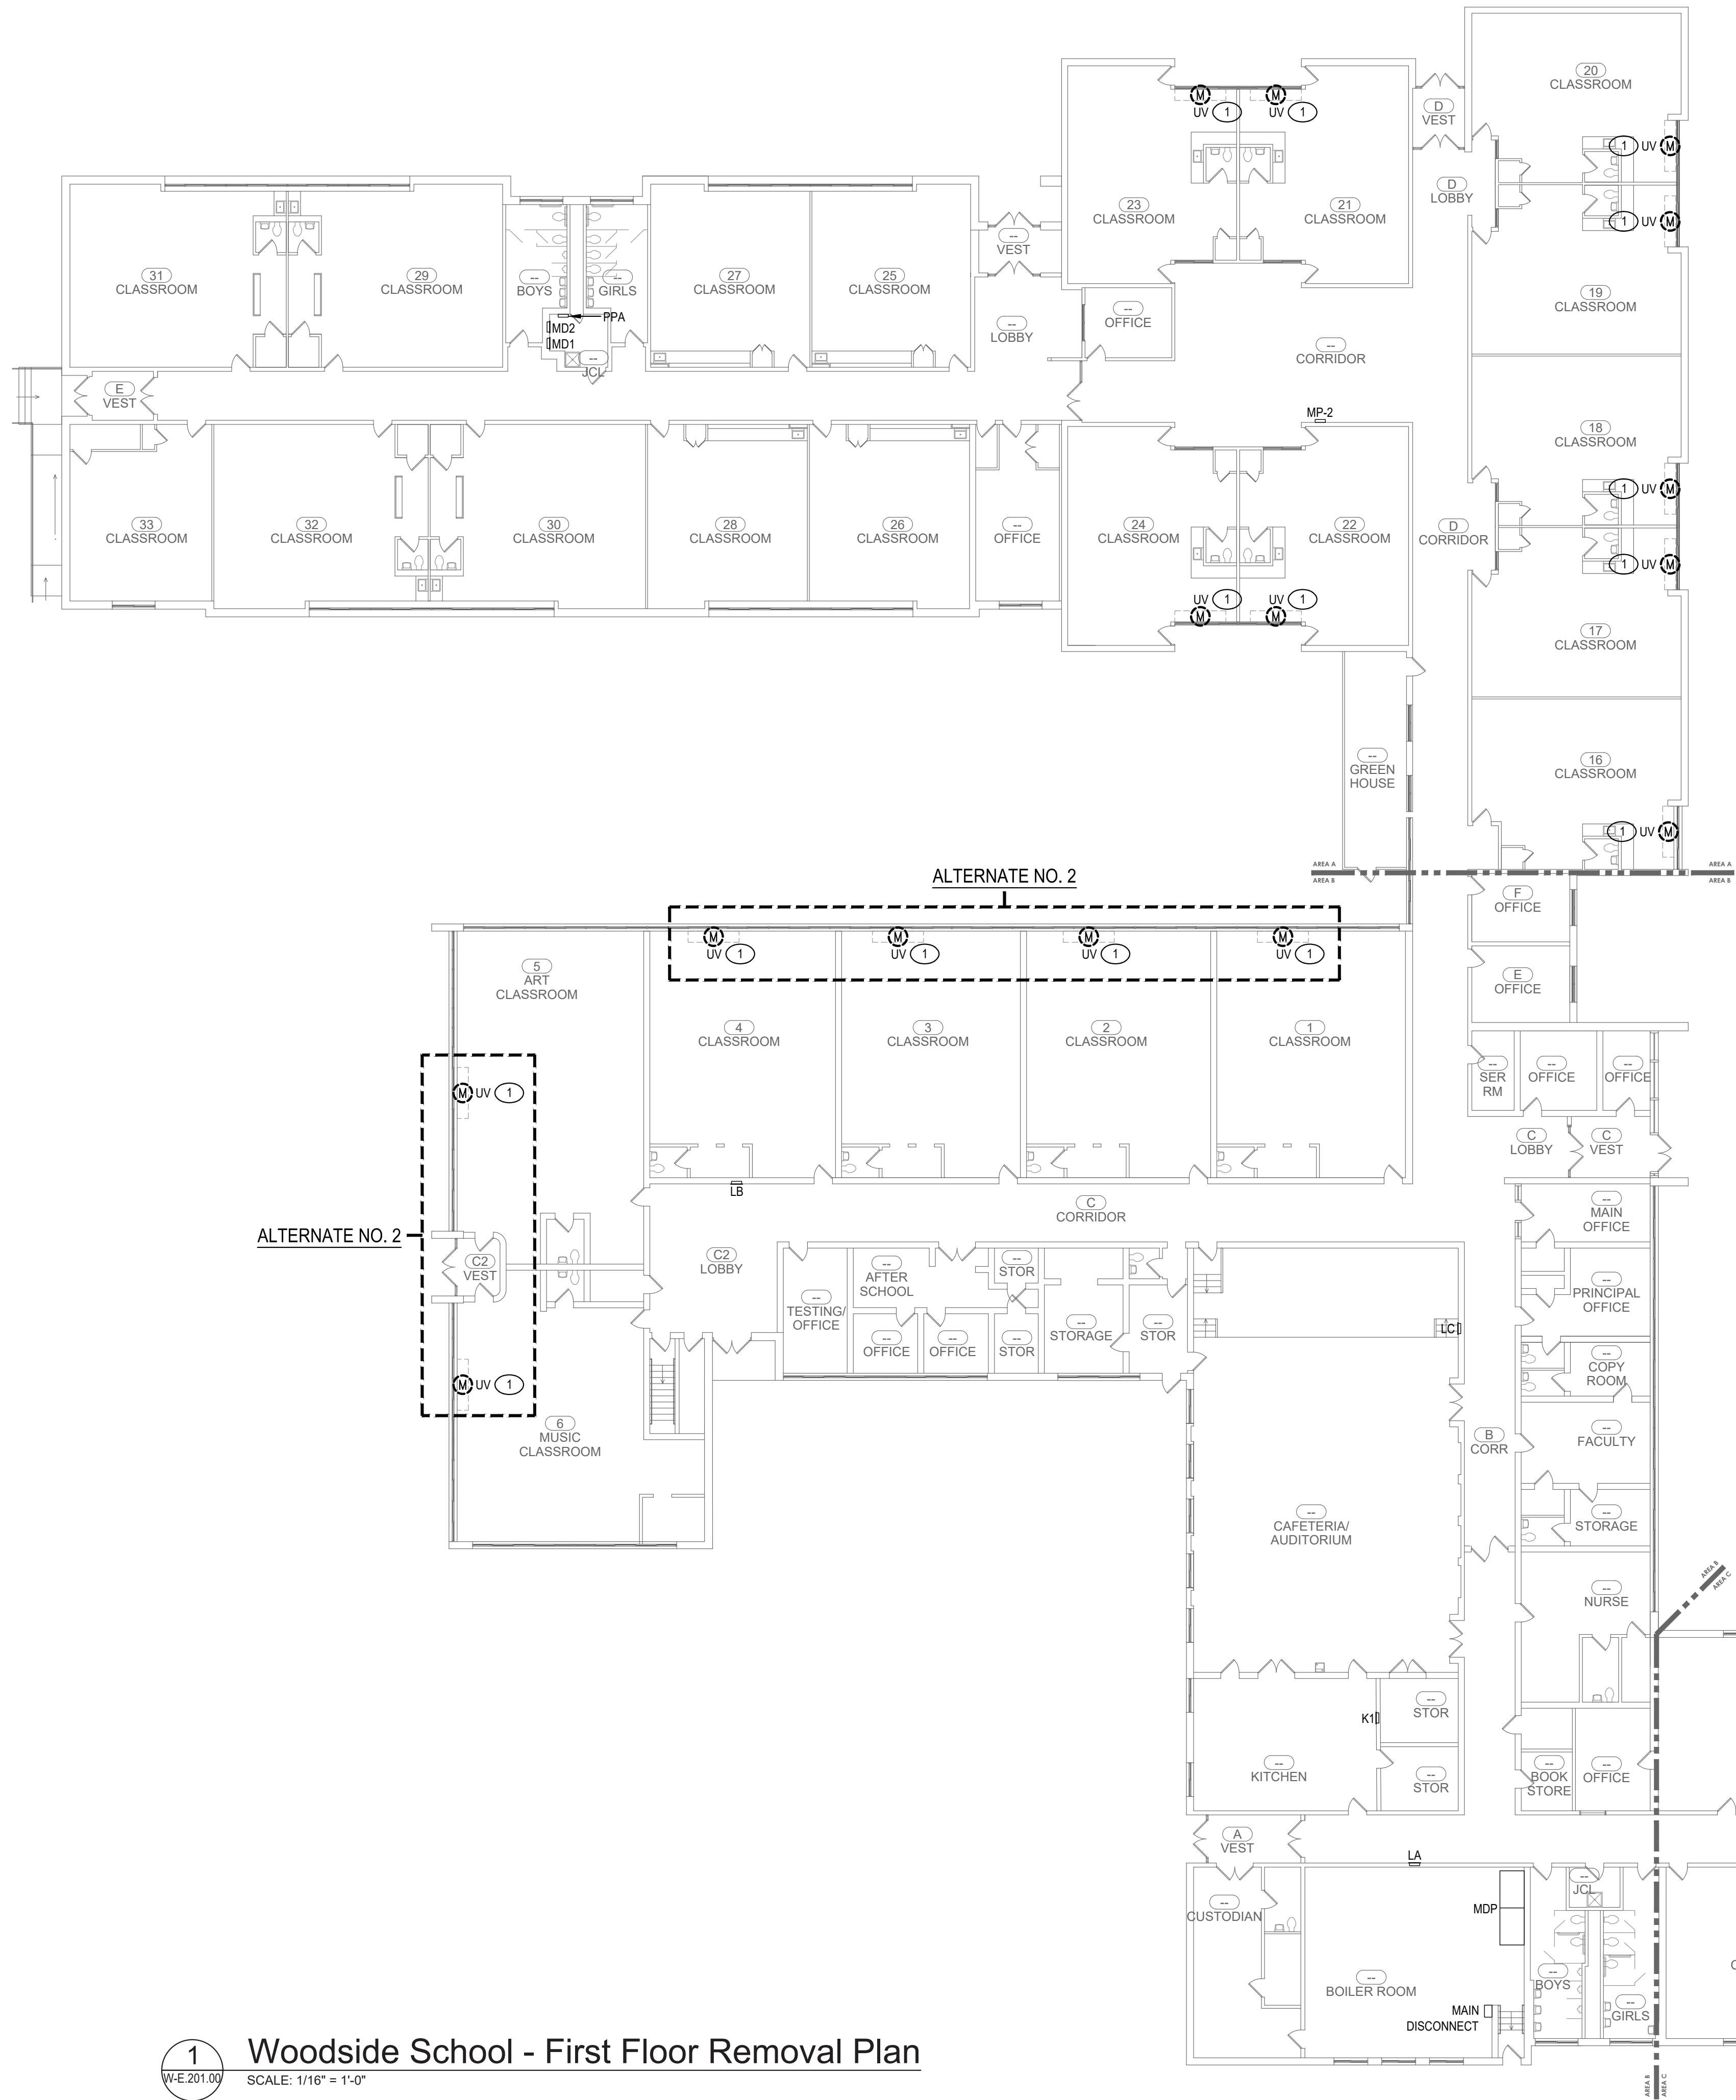 20
CLASSROOM
M
UV 1
M
UV 1
D
VEST
1 UV M
D
LOBBY
23
CLASSROOM
21
CLASSROOM
1 UV M
--
VEST
31
CLASSROOM
29
CLASSROOM
--
BOYS
--
GIRLS
27
CLASSROOM
25
CLASSROOM
19
CLASSROOM
PPA
MD2
MD1
--
JCL
--
LOBBY
--
OFFICE
--
CORRIDOR
E
VEST
MP-2
18
CLASSROOM
1 UV M
33
CLASSROOM
32
CLASSROOM
30
CLASSROOM
28
CLASSROOM
26
CLASSROOM
--
OFFICE
24
CLASSROOM
22
CLASSROOM
D
CORRIDOR
1 UV M
UV 1
M
UV 1
M
17
CLASSROOM
--
GREEN
HOUSE
16
CLASSROOM
1 UV M
AREA A
AREA B
AREA A
AREA B
ALTERNATE NO. 2
F
OFFICE
M
UV 1
M
UV 1
M
UV 1
M
UV 1
5
ART
CLASSROOM
E
OFFICE
4
CLASSROOM
3
CLASSROOM
2
CLASSROOM
1
CLASSROOM
--
SER
RM
--
OFFICE
--
OFFICE
M UV 1
C
LOBBY
C
VEST
LB
C
CORRIDOR
--
MAIN
OFFICE
ALTERNATE NO. 2
C2
VEST
C2
LOBBY
--
AFTER
SCHOOL
--
STOR
--
PRINCIPAL
OFFICE
--
TESTING/
OFFICE
--
OFFICE
--
OFFICE
--
STOR
--
STORAGE
--
STOR
LC
--
COPY
ROOM
M UV 1
6
MUSIC
CLASSROOM
B
CORR
--
FACULTY
--
CAFETERIA/
AUDITORIUM
--
STORAGE
AREA B
AREA C
--
NURSE
--
STOR
K1
--
KITCHEN
--
STOR
--
BOOK
STORE
--
OFFICE
A
VEST
LA
--
CUSTODIAN
MDP
--
JCL
--
BOILER ROOM
--
BOYS
--
GIRLS
C
MAIN
DISCONNECT
AREA B
AREA C
1
W-E.201.00
Woodside School - First Floor Removal Plan
SCALE: 1/16" = 1'-0"